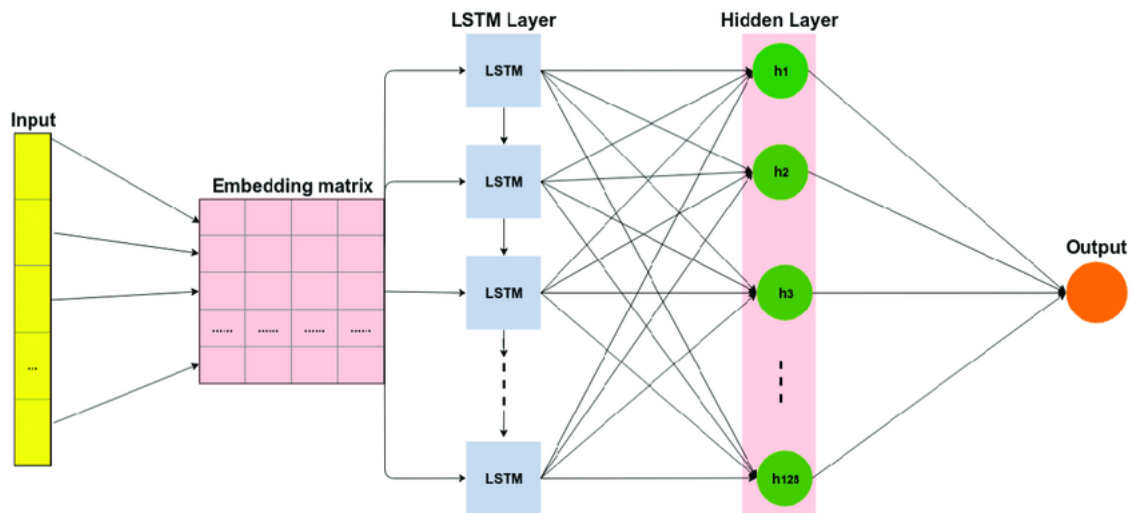 LSTM Layer
Hidden Layer
LSTM
h1
Input
Embedding matrix
LSTM
h2
Output
LSTM
h3
...... ...... ...... ......
...
LSTM
h128